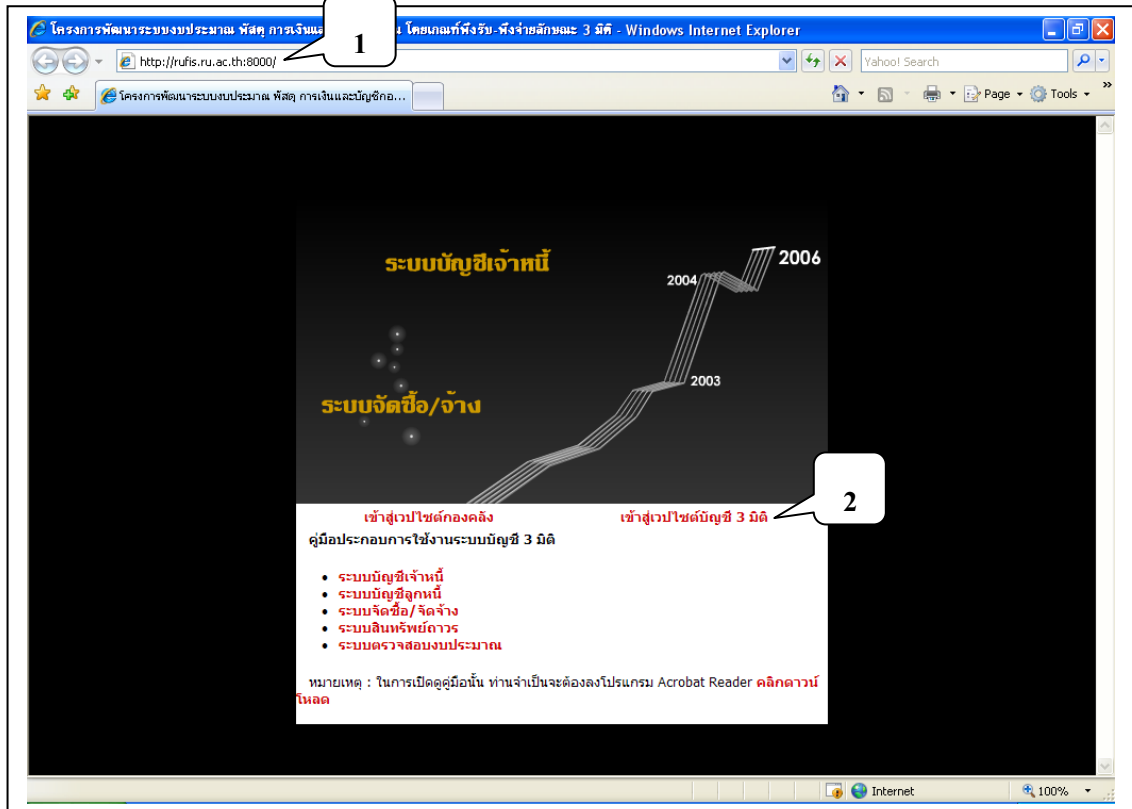 โครงการพัฒนาระบบงบประมาณ พัสดุ การเงินแล น โดยเกณฑ์พึงรับ-พึงจ่ายลักษณะ 3 มิติ - Windows Internet Explorer
1
http://rufis.ru.ac.th:8000/
Yahoo! Search
โครงการพัฒนาระบบงบประมาณ พัสดุ การเงินและบัญชีกอ...
Page
Tools
»
ระบบบัญชีเจ้าหนี้
2006
2004
2003
ระบบจัดซื้อ/จ้าง
2
เข้าสู่เวปไซต์กองคลัง เข้าสู่เวปไซต์บัญชี 3 มิติ
คู่มือประกอบการใช้งานระบบบัญชี 3 มิติ
• ระบบบัญชีเจ้าหนี้
• ระบบบัญชีลูกหนี้
• ระบบจัดซื้อ/จัดจ้าง
• ระบบสินทรัพย์ถาวร
• ระบบตรวจสอบงบประมาณ
หมายเหตุ : ในการเปิดดูคู่มือนั้น ท่านจำเป็นจะต้องลงโปรแกรม Acrobat Reader คลิกดาวน์
โหลด
Internet
100%